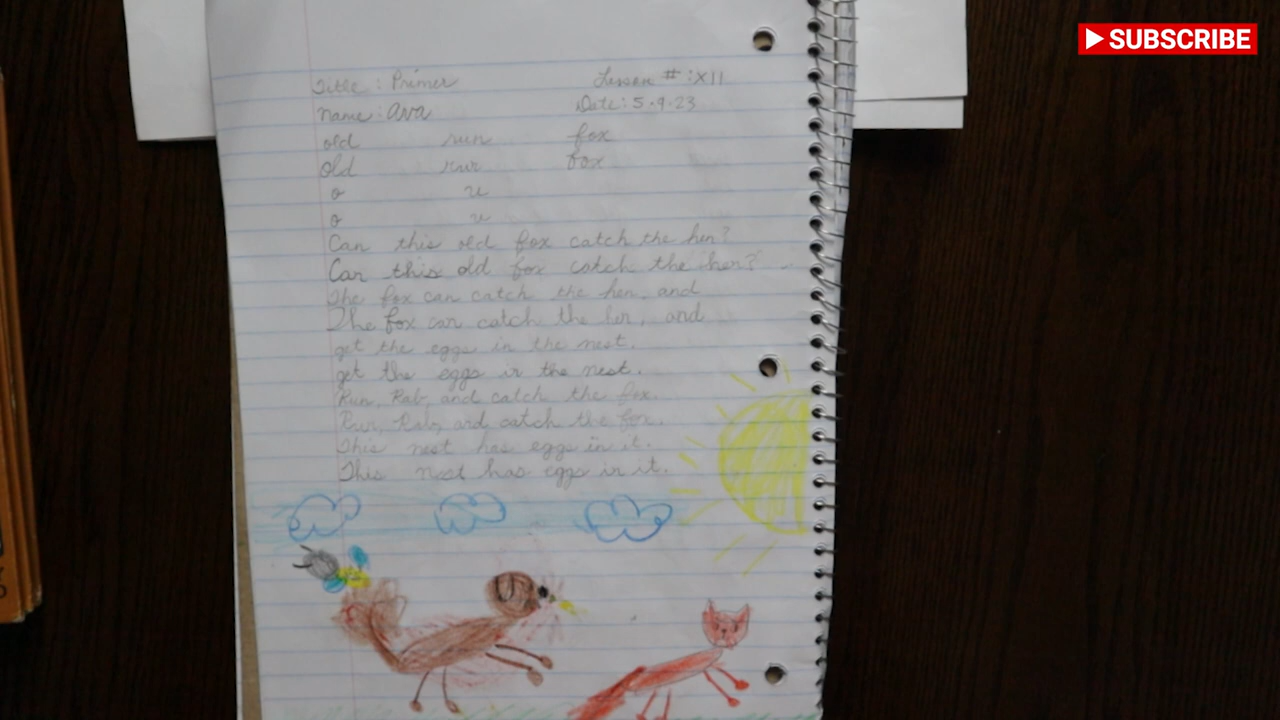 SUBSCRIBE
Title: Primer Lesson #: XII
Name: Ava Date: 5.9.23
old run fox
old run fox
o u
o u
Can this old fox catch the hen?
Can this old fox catch the hen?
The fox can catch the hen, and
The fox can catch the hen, and
get the eggs in the nest.
get the eggs in the nest.
Run, Rab, and catch the fox.
Run, Rab, and catch the fox.
This nest has eggs in it.
This nest has eggs in it.